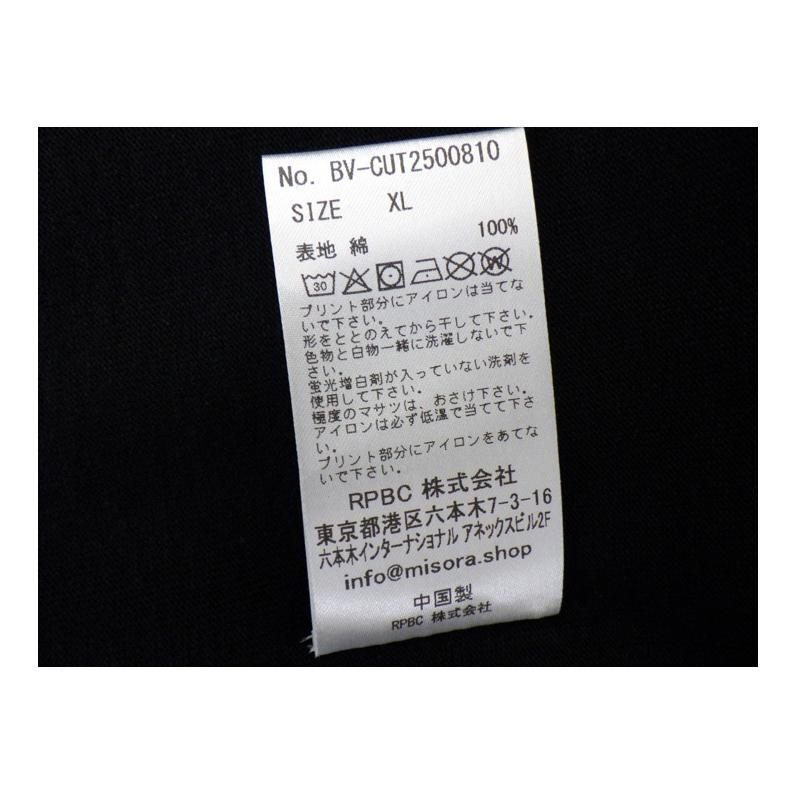 No. BV-CUT2500810
SIZE XL
表地 綿 100%
30
プリント部分にアイロンは当てな
いで下さい。
形をととのえてから干して下さい。
色物と白物一緒に洗濯しないで下
さい。
蛍光増白剤が入っていない洗剤を
使用して下さい。
極度のマサツは、おさけ下さい。
アイロンは必ず低温で当てて下さ
い。
プリント部分にアイロンをあてな
いで下さい。
RPBC 株式会社
東京都港区六本木7-3-16
六本木インターナショナル アネックスビル2F
info@misora.shop
中国製
RPBC 株式会社